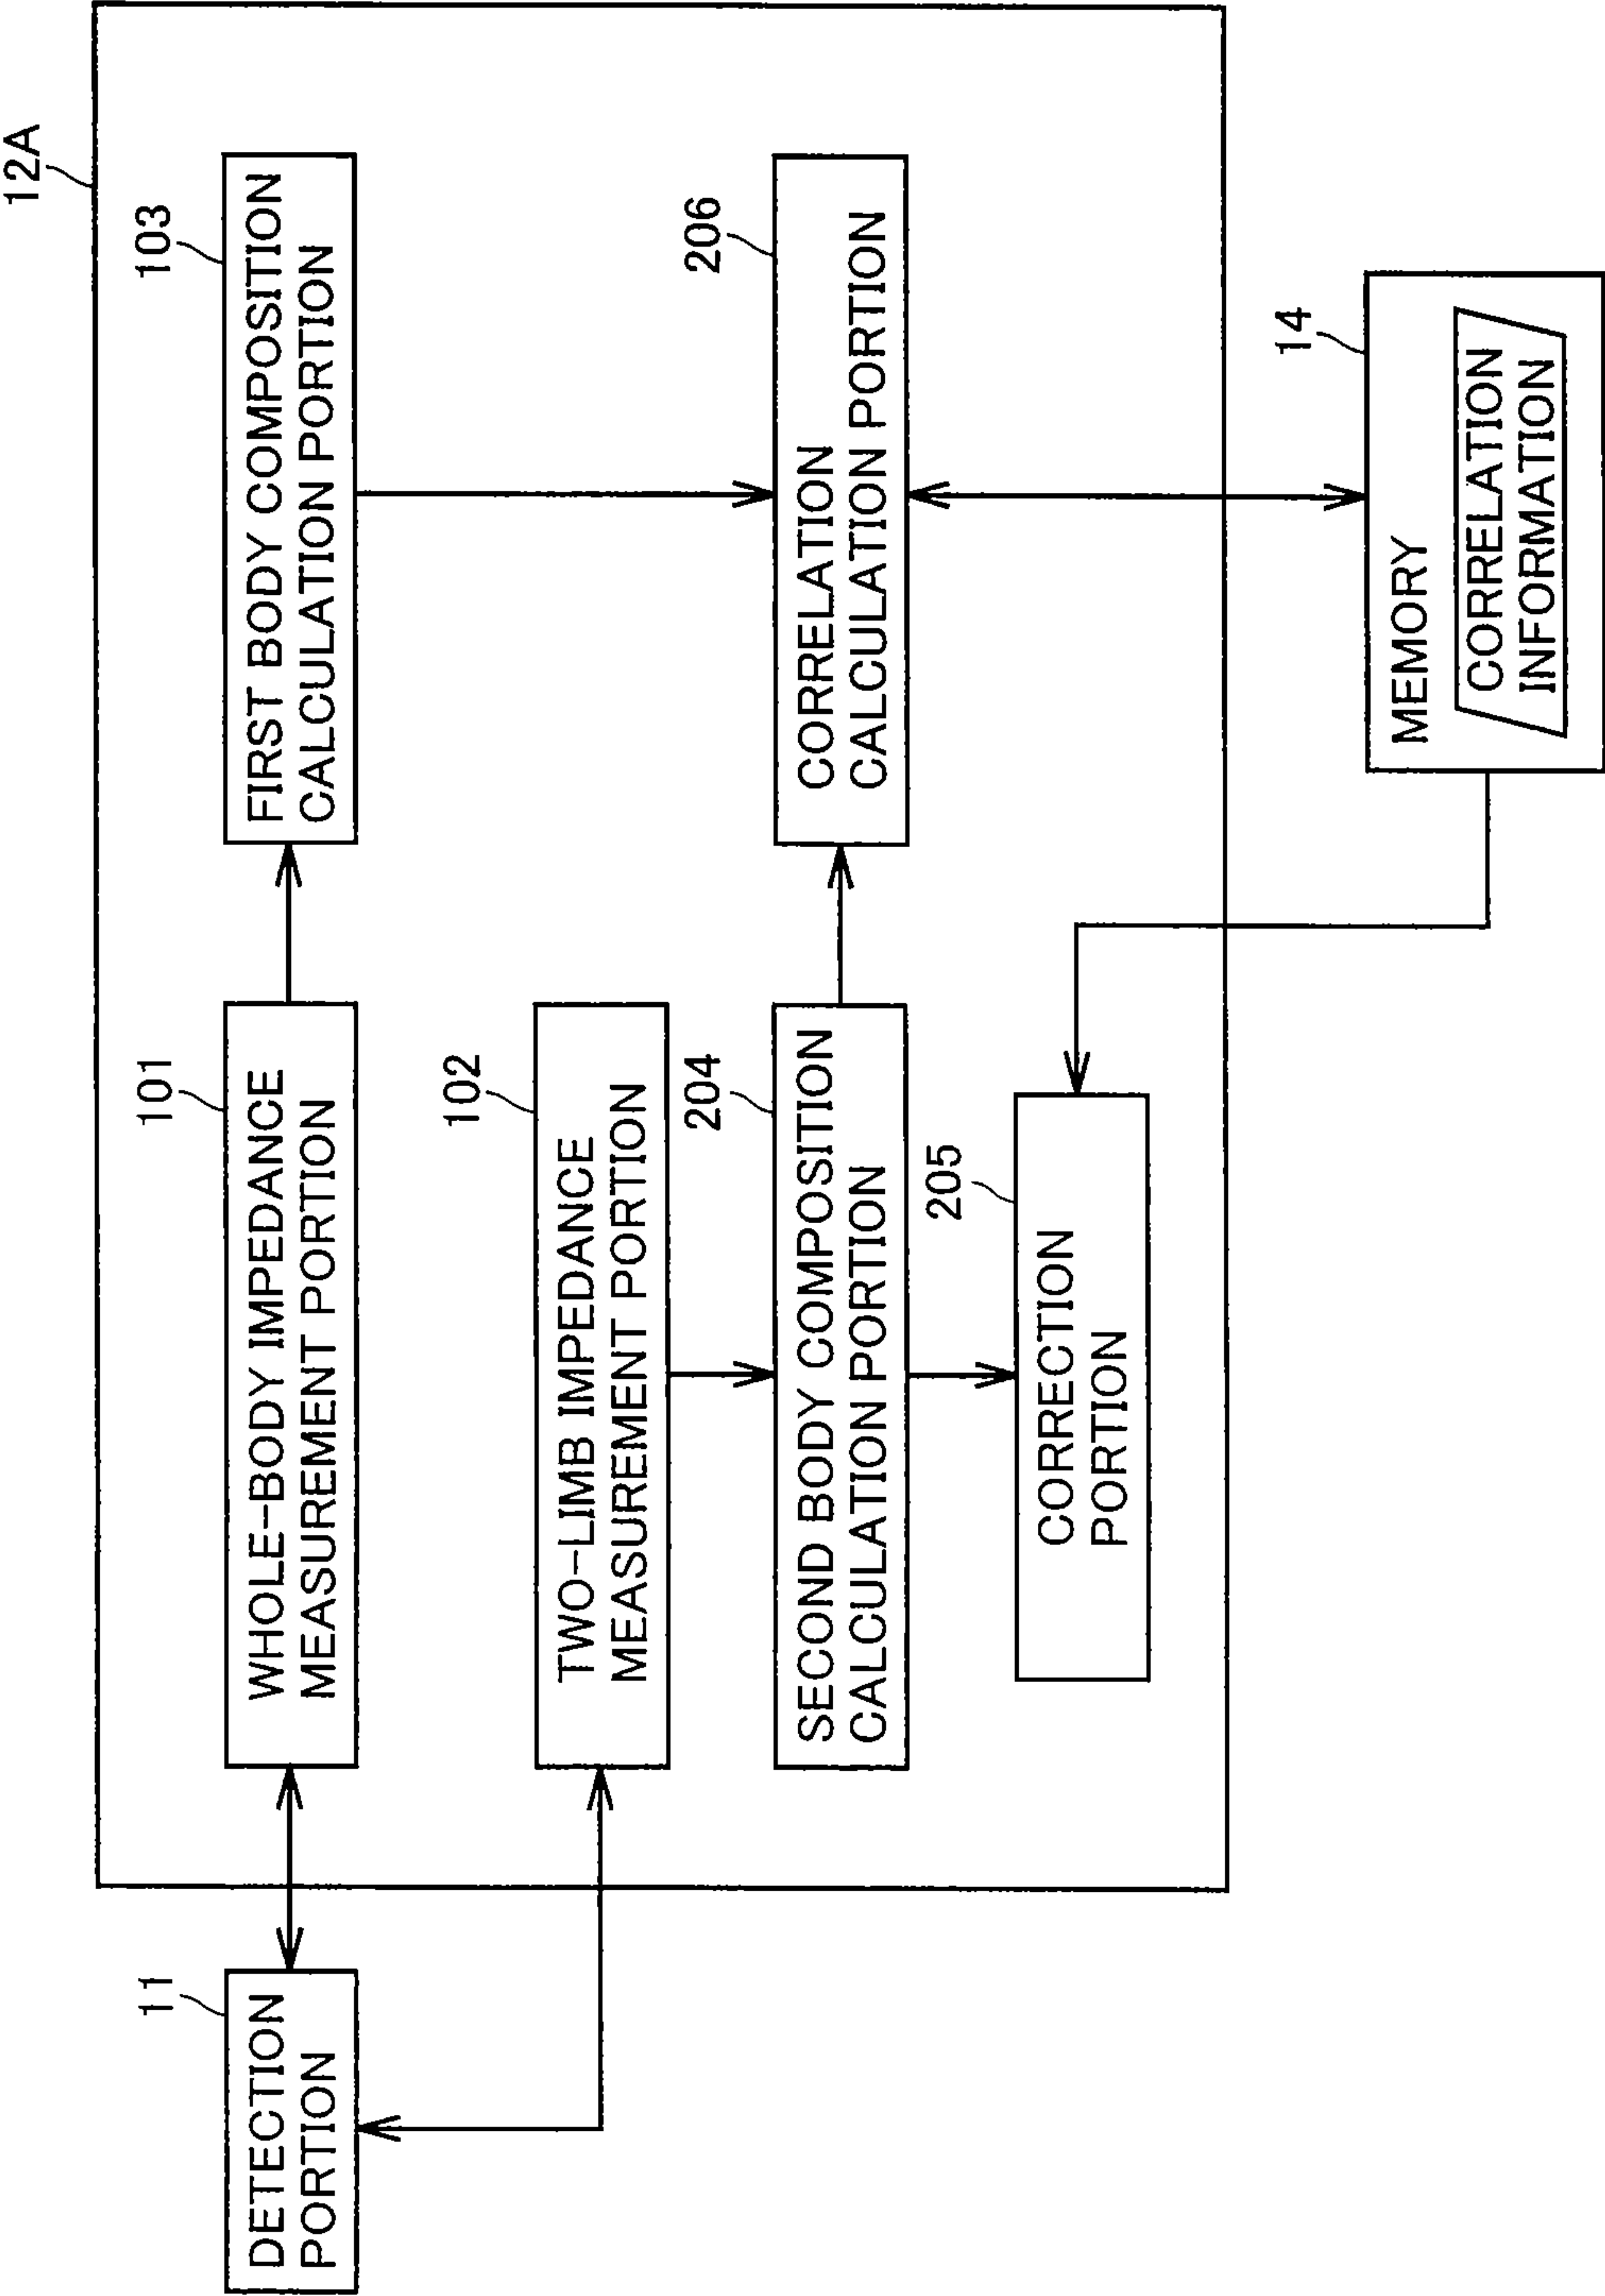 12A
11
DETECTION
PORTION
101
WHOLE-BODY IMPEDANCE
MEASUREMENT PORTION
103
FIRST BODY COMPOSITION
CALCULATION PORTION
102
TWO-LIMB IMPEDANCE
MEASUREMENT PORTION
204
SECOND BODY COMPOSITION
CALCULATION PORTION
206
CORRELATION
CALCULATION PORTION
205
CORRECTION
PORTION
14
MEMORY
CORRELATION
INFORMATION